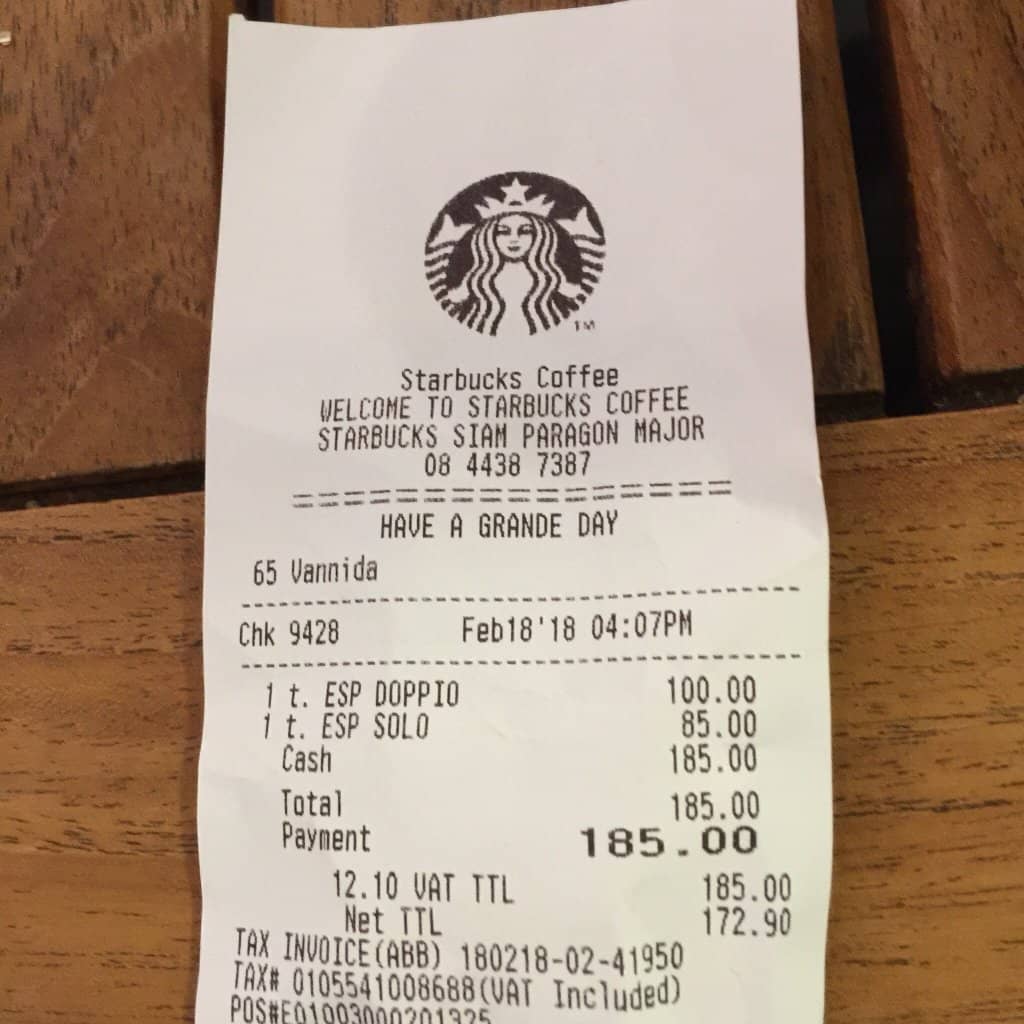 TM
Starbucks Coffee
WELCOME TO STARBUCKS COFFEE
STARBUCKS SIAM PARAGON MAJOR
08 4438 7387
HAVE A GRANDE DAY
65 Vannida
Chk 9428 Feb18'18 04:07PM
1 t. ESP DOPPIO 100.00
1 t. ESP SOLO 85.00
Cash 185.00
Total 185.00
Payment 185.00
12.10 VAT TTL 185.00
Net TTL 172.90
TAX INVOICE(ABB) 180218-02-41950
TAX# 0105541008688(VAT Included)
POS#E01003000201325